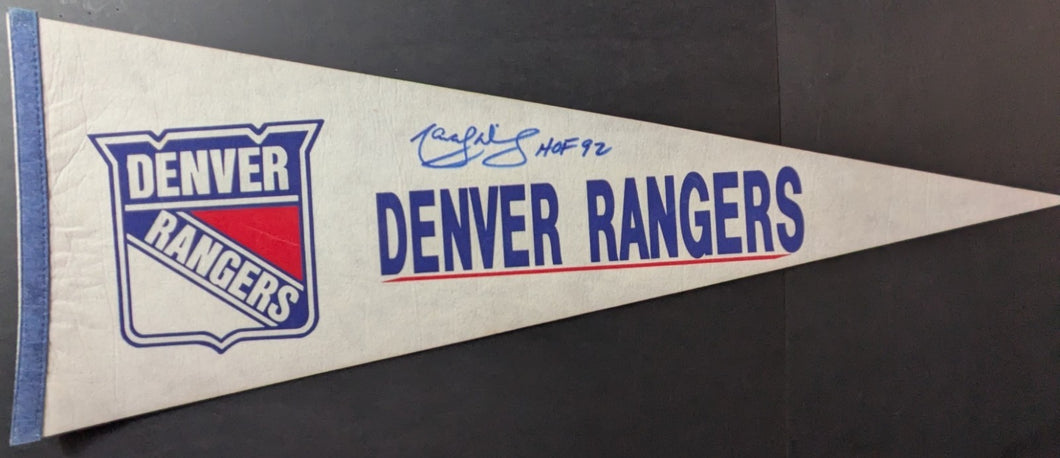 DENVER
RANGERS
HOF 92
DENVER RANGERS